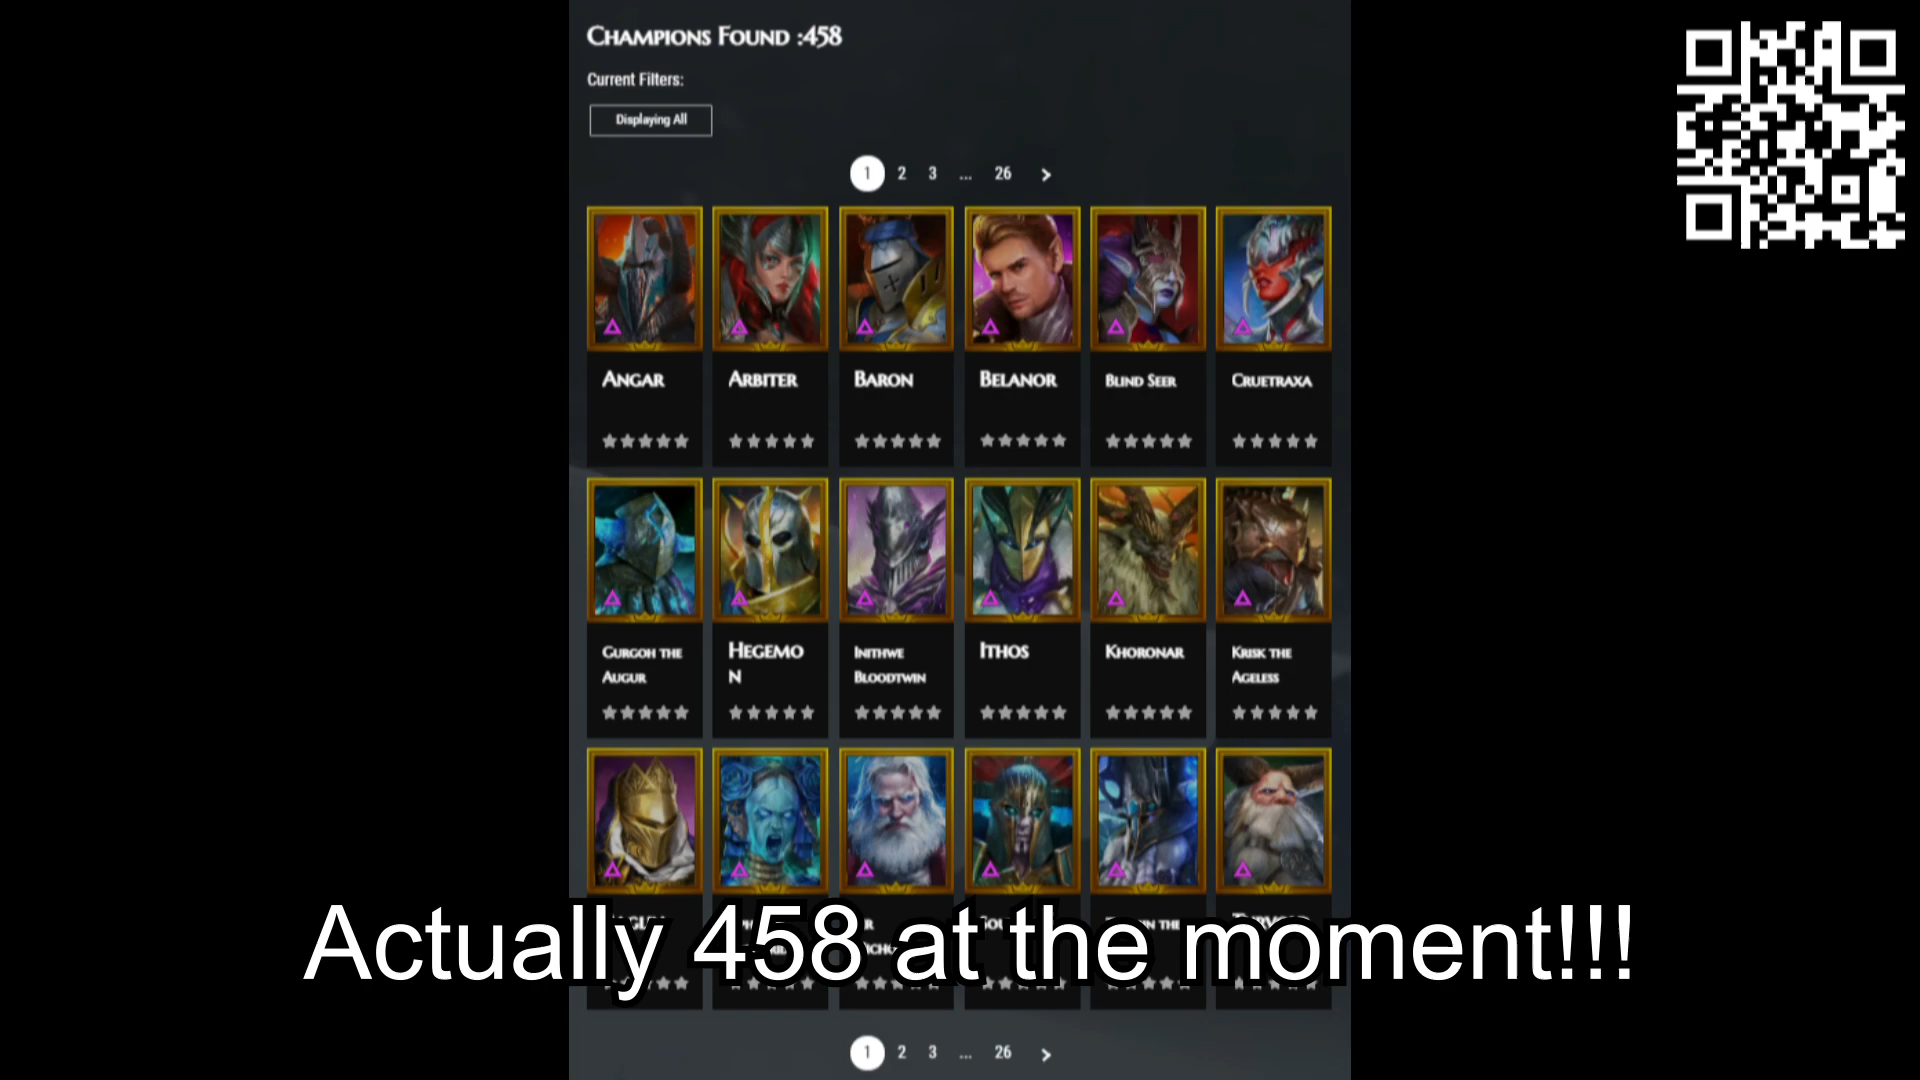 Champions Found :458
Current Filters:
Displaying All
1 2 3 ... 26 >
Angar Arbiter Baron Belanor Blind Seer Cruetraxa
Gurgoh the Hegemo Inithwe Ithos Khoronar Krisk the
Augur N Bloodtwin Ageless
Actually 458 at the moment!!!
1 2 3 ... 26 >